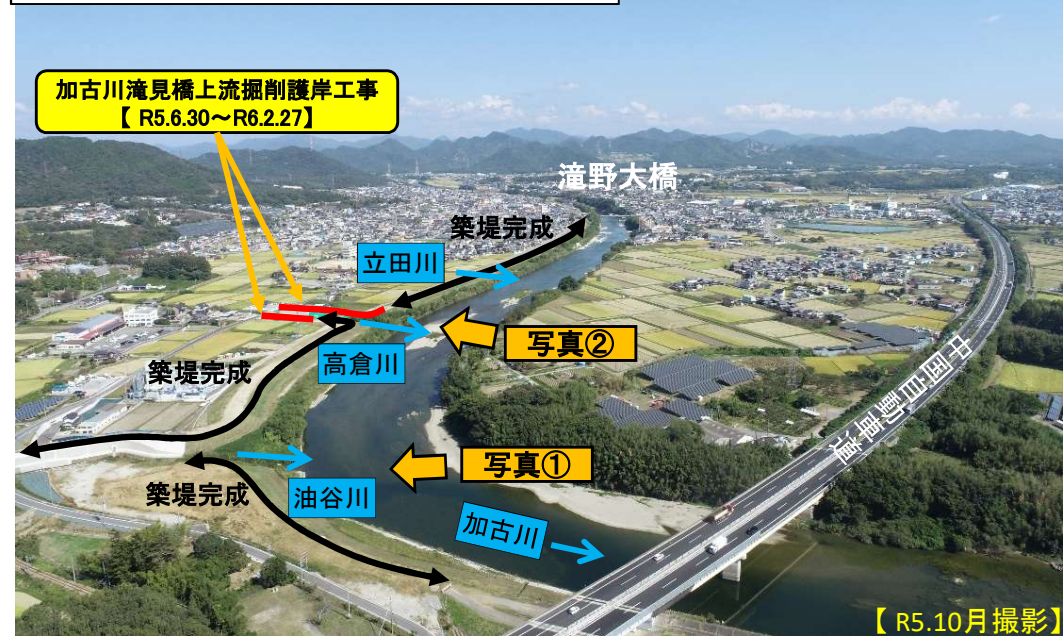 加古川滝見橋上流掘削護岸工事
【 R5.6.30～R6.2.27】
滝野大橋
築堤完成
立田川
写真②
高倉川
築堤完成
中国自動車道
写真①
油谷川
築堤完成
加古川
【 R5.10月撮影】